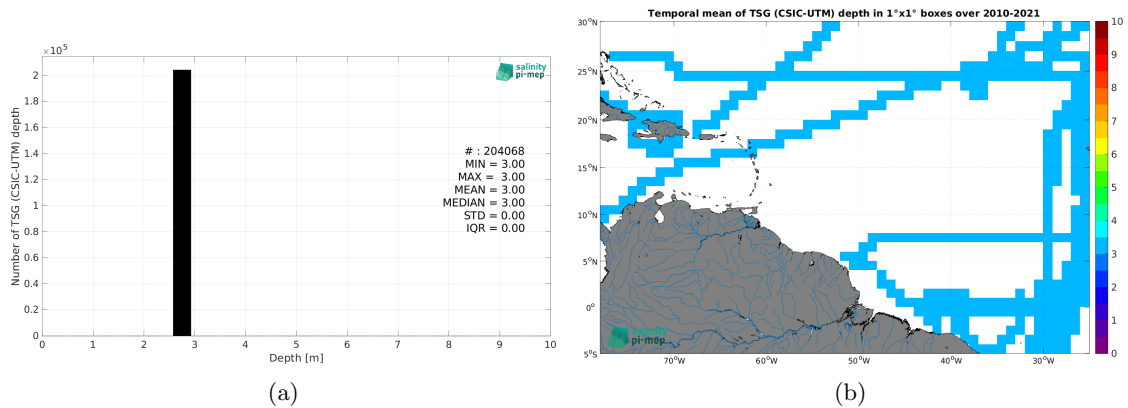 ×10⁵
2
1.8
1.6
1.4
1.2
1
0.8
0.6
0.4
0.2
0
Number of TSG (CSIC-UTM) depth
salinity
pi-mep
# : 204068
MIN = 3.00
MAX = 3.00
MEAN = 3.00
MEDIAN = 3.00
STD = 0.00
IQR = 0.00
0 1 2 3 4 5 6 7 8 9 10
Depth [m]
(a)
Temporal mean of TSG (CSIC-UTM) depth in 1°x1° boxes over 2010-2021
30°N
25°N
20°N
15°N
10°N
5°N
0°
5°S
salinity
pi-mep
70°W 60°W 50°W 40°W 30°W
10
9
8
7
6
5
4
3
2
1
0
(b)